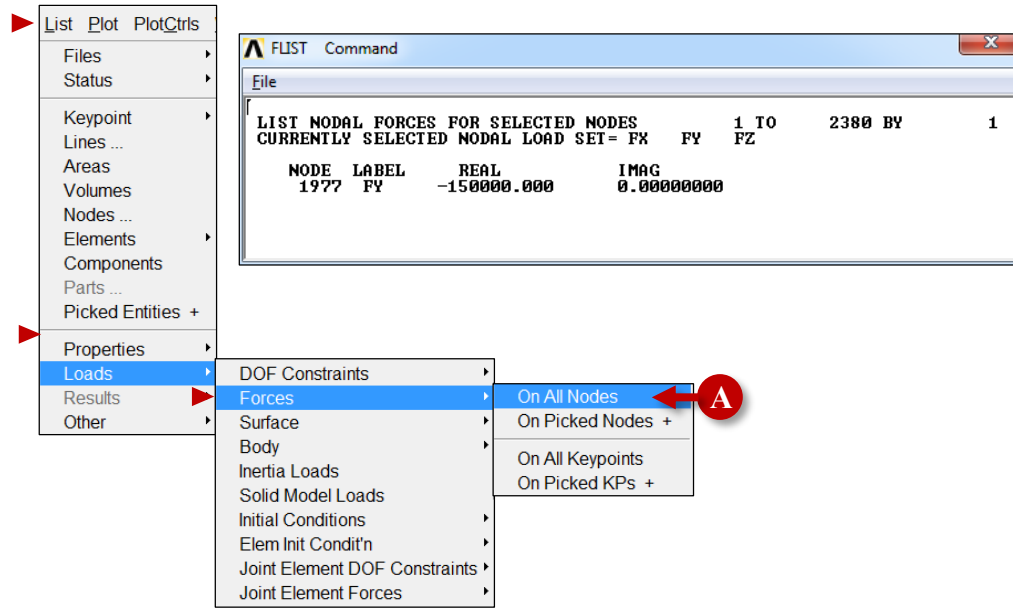 List Plot PlotCtrls
Files
Status
Keypoint
Lines ...
Areas
Volumes
Nodes ...
Elements
Components
Parts ...
Picked Entities +
Properties
Loads
Results
Other
FLIST Command
File
LIST NODAL FORCES FOR SELECTED NODES 1 TO 2380 BY 1
CURRENTLY SELECTED NODAL LOAD SET= FX FY FZ
NODE LABEL REAL IMAG
1977 FY -150000.000 0.00000000
DOF Constraints
Forces
Surface
Body
Inertia Loads
Solid Model Loads
Initial Conditions
Elem Init Condit'n
Joint Element DOF Constraints
Joint Element Forces
On All Nodes
On Picked Nodes +
On All Keypoints
On Picked KPs +
A